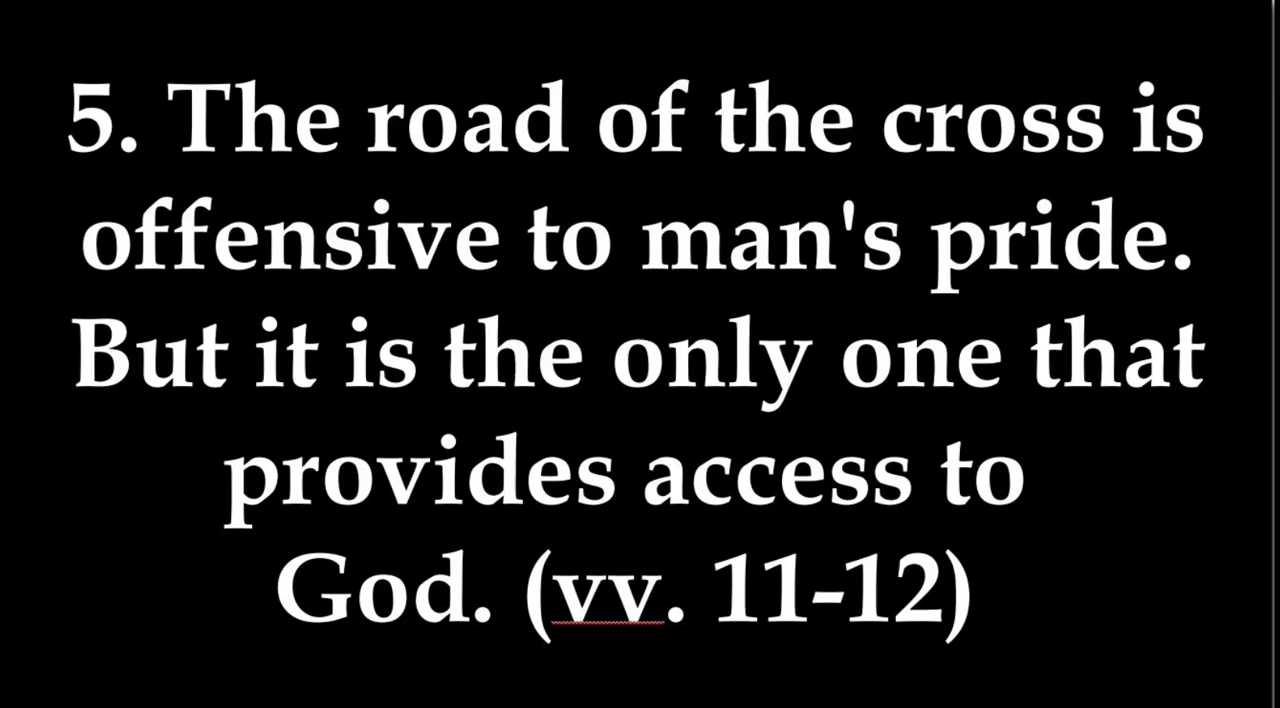 5. The road of the cross is
offensive to man's pride.
But it is the only one that
provides access to
God. (vv. 11-12)